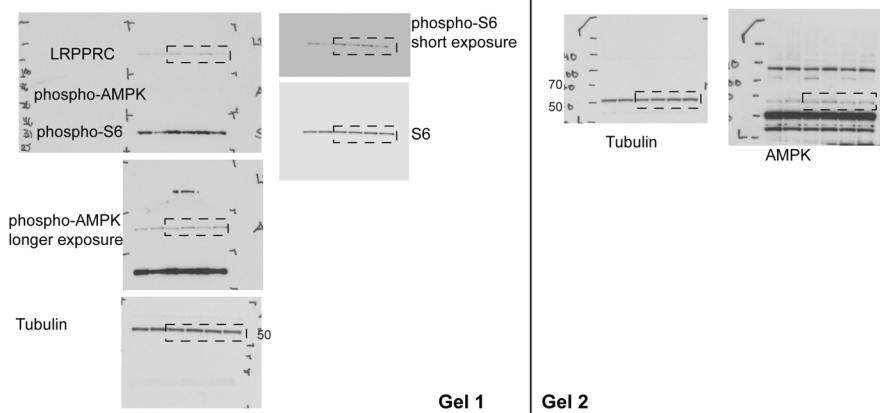 LRPPRC
phospho-AMPK
phospho-S6
phospho-S6
short exposure
S6
phospho-AMPK
longer exposure
Tubulin
50
Gel 1
70
50
Tubulin
AMPK
Gel 2